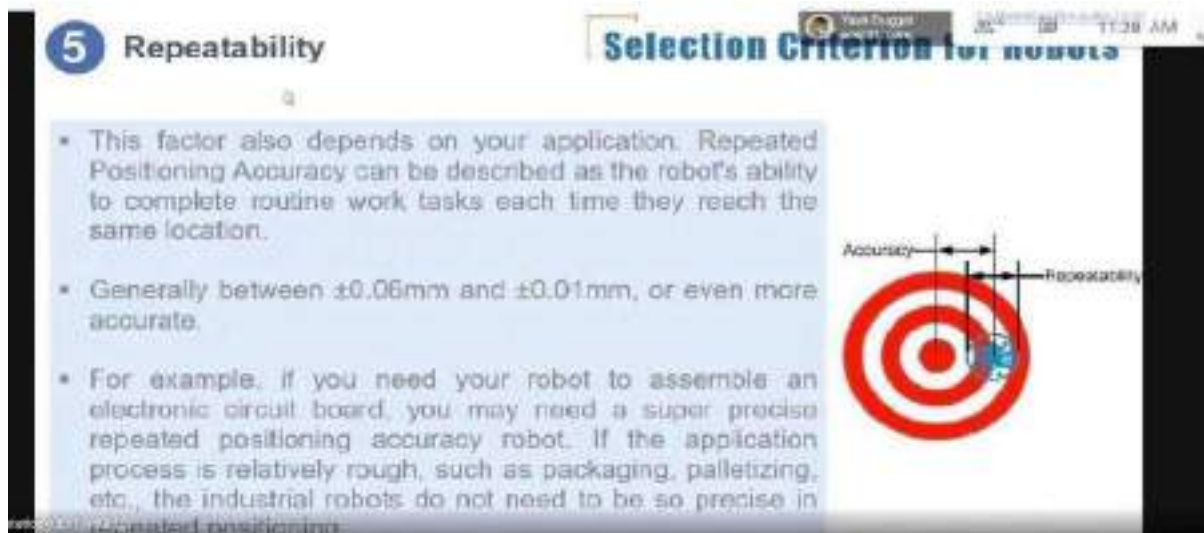 5 Repeatability
Selection Criterion for Robots
11:28 AM
▪ This factor also depends on your application. Repeated
Positioning Accuracy can be described as the robot's ability
to complete routine work tasks each time they reach the
same location.
▪ Generally between ±0.06mm and ±0.01mm, or even more
accurate.
▪ For example, if you need your robot to assemble an
electronic circuit board, you may need a super precise
repeated positioning accuracy robot. If the application
process is relatively rough, such as packaging, palletizing,
etc., the industrial robots do not need to be so precise in
repeated positioning.
Accuracy
Repeatability